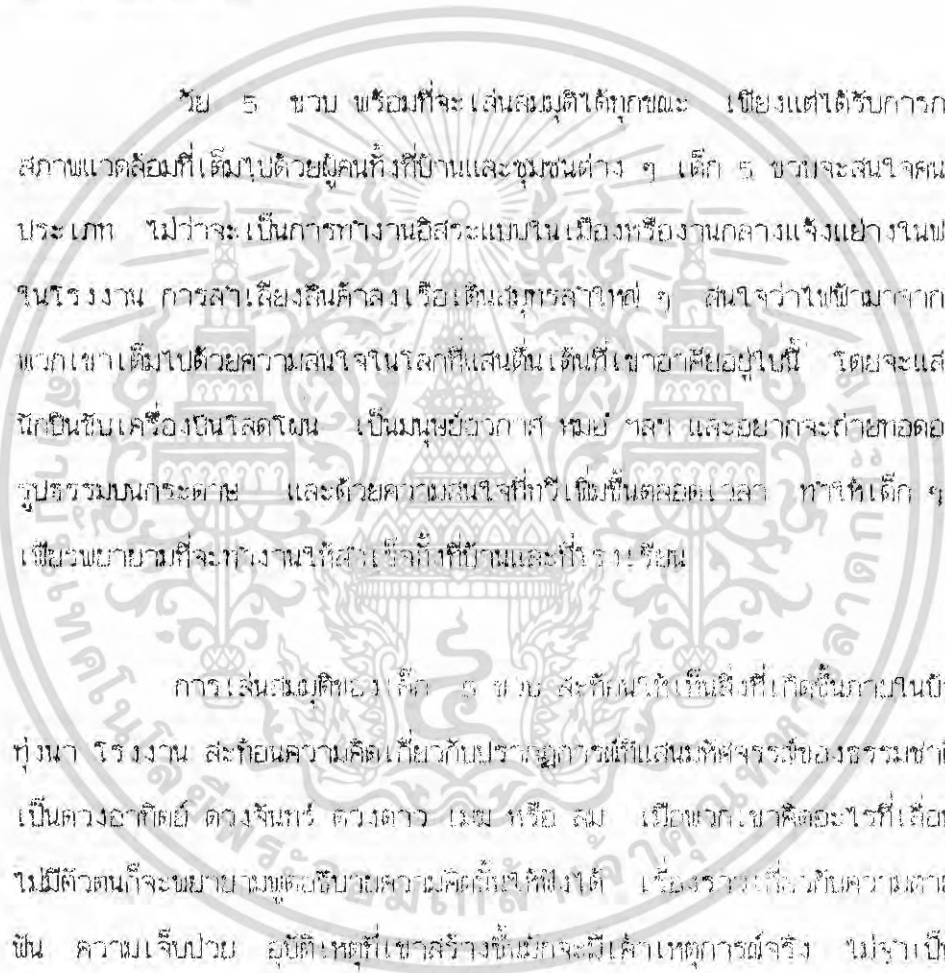 วัย 5 ขวบ พร้อมที่จะเล่นสมมุติได้ทุกขณะ เพียงแต่ได้รับการก
สภาพแวดล้อมที่เต็มไปด้วยผู้คนทั้งที่บ้านและชุมชนต่าง ๆ เด็ก 5 ขวบจะสนใจคน
ประเภท ไม่ว่าจะเป็นการทำงานอิสระแบบในเมืองหรืองานกลางแจ้งแย่างในฟ
ในโรงงาน การลำเลียงสินค้าลงเรือเดินสมุทรลำใหญ่ ๆ สนใจว่าไฟฟ้ามาจาก
พวกเขาเต็มไปด้วยความสนใจในโลกที่แสนตื่นเต้นที่เขาอาศัยอยู่ใบนี้ โดยจะแส
นักบินขับเครื่องบินโลดโผน เป็นมนุษย์อวกาศ หมอ ฯลฯ และอยากจะถ่ายทอดอ
รูปธรรมบนกระดาษ และด้วยความสนใจที่ทวีเพิ่มขึ้นตลอดเวลา ทำให้เด็ก ๆ
เพียรพยายามที่จะทำงานให้สำเร็จทั้งที่บ้านและที่โรงเรียน
การเล่นสมมุติของเด็ก 5 ขวบ สะท้อนให้เห็นสิ่งที่เกิดขึ้นภายในบ้
ทุ่งนา โรงงาน สะท้อนความคิดเกี่ยวกับปรากฏการณ์ที่แสนมหัศจรรย์ของธรรมชาติ
เป็นดวงอาทิตย์ ดวงจันทร์ ดวงดาว เมฆ หรือ ลม เมื่อพวกเขาคิดอะไรที่เลื่อน
ไม่มีตัวตนก็จะพยายามพูดอธิบายความคิดนั้นให้ฟังได้ เรื่องราวเกี่ยวกับความตาย
ฝัน ความเจ็บป่วย อุบัติเหตุที่เขาสร้างขึ้นมักจะมีเค้าเหตุการณ์จริง ไม่จำเป็